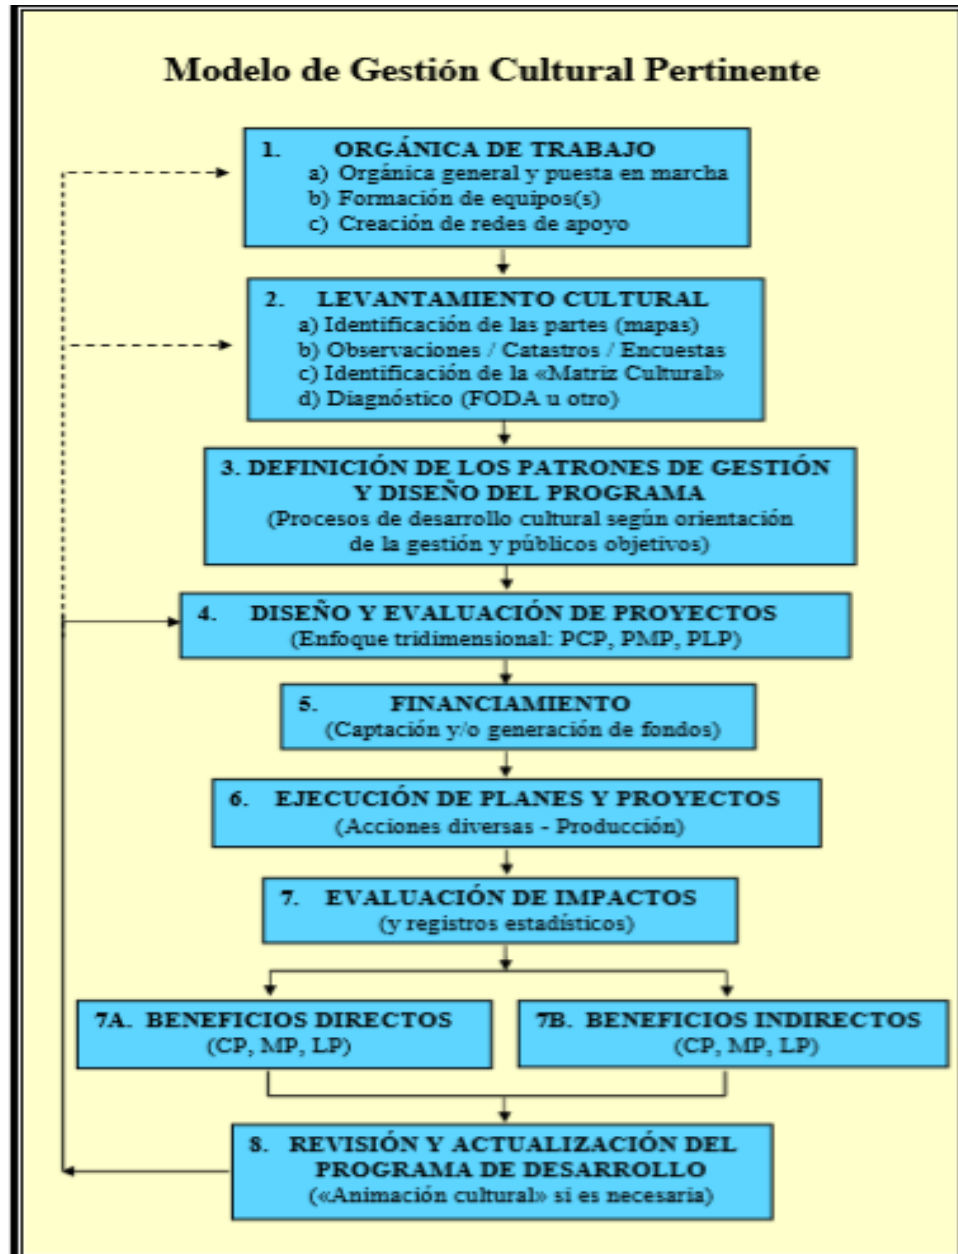 Modelo de Gestión Cultural Pertinente
1. ORGÁNICA DE TRABAJO
a) Orgánica general y puesta en marcha
b) Formación de equipos(s)
c) Creación de redes de apoyo
2. LEVANTAMIENTO CULTURAL
a) Identificación de las partes (mapas)
b) Observaciones / Catastros / Encuestas
c) Identificación de la «Matriz Cultural»
d) Diagnóstico (FODA u otro)
3. DEFINICIÓN DE LOS PATRONES DE GESTIÓN
Y DISEÑO DEL PROGRAMA
(Procesos de desarrollo cultural según orientación
de la gestión y públicos objetivos)
4. DISEÑO Y EVALUACIÓN DE PROYECTOS
(Enfoque tridimensional: PCP, PMP, PLP)
5. FINANCIAMIENTO
(Captación y/o generación de fondos)
6. EJECUCIÓN DE PLANES Y PROYECTOS
(Acciones diversas - Producción)
7. EVALUACIÓN DE IMPACTOS
(y registros estadísticos)
7A. BENEFICIOS DIRECTOS
(CP, MP, LP)
7B. BENEFICIOS INDIRECTOS
(CP, MP, LP)
8. REVISIÓN Y ACTUALIZACIÓN DEL
PROGRAMA DE DESARROLLO
(«Animación cultural» si es necesaria)